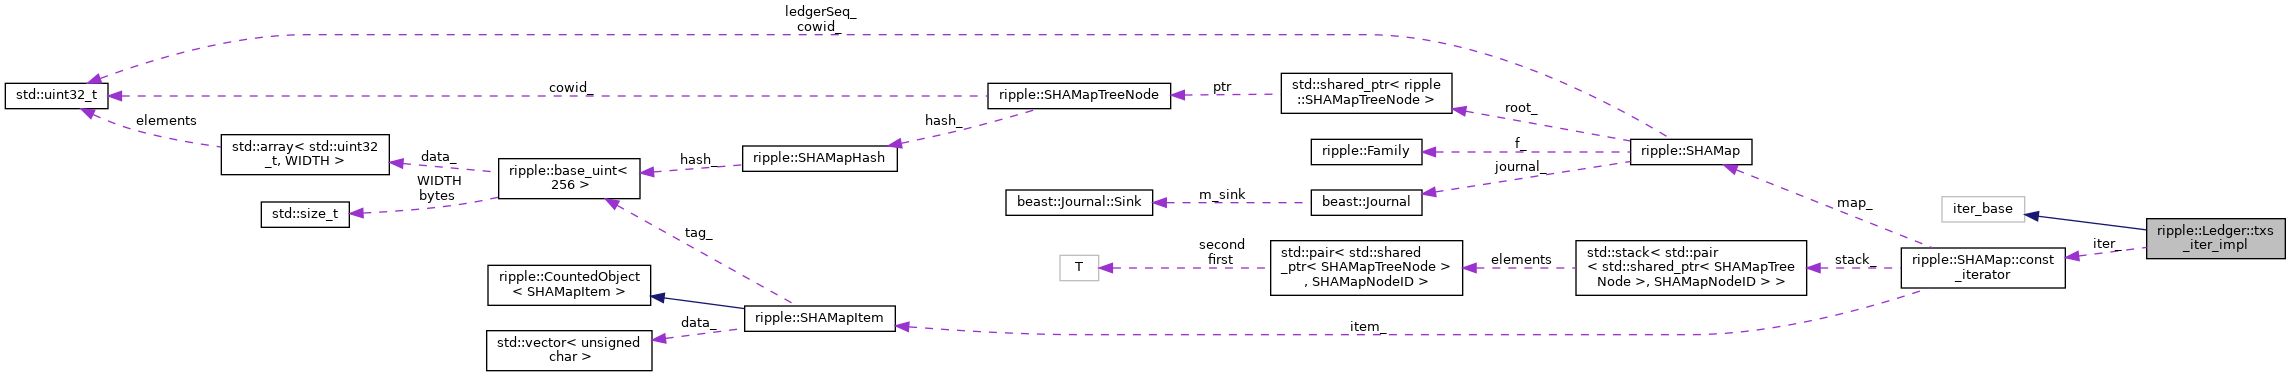 ledgerSeq_
cowid_
std::uint32_t
cowid_
ripple::SHAMapTreeNode
ptr
std::shared_ptr< ripple
::SHAMapTreeNode >
root_
elements
hash_
std::array< std::uint32
_t, WIDTH >
data_
ripple::base_uint<
256 >
hash_
ripple::SHAMapHash
ripple::Family
f_
ripple::SHAMap
journal_
WIDTH
bytes
std::size_t
beast::Journal::Sink
m_sink
beast::Journal
map_
iter_base
ripple::Ledger::txs
_iter_impl
tag_
second
first
T
std::pair< std::shared
_ptr< SHAMapTreeNode >
, SHAMapNodeID >
elements
std::stack< std::pair
< std::shared_ptr< SHAMapTree
Node >, SHAMapNodeID > >
stack_
ripple::SHAMap::const
_iterator
iter_
ripple::CountedObject
< SHAMapItem >
ripple::SHAMapItem
item_
data_
std::vector< unsigned
char >